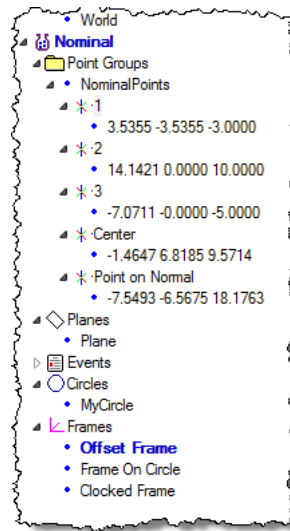 World
Nominal
Point Groups
NominalPoints
1
3.5355 -3.5355 -3.0000
2
14.1421 0.0000 10.0000
3
-7.0711 -0.0000 -5.0000
Center
-1.4647 6.8185 9.5714
Point on Normal
-7.5493 -6.5675 18.1763
Planes
Plane
Events
Circles
MyCircle
Frames
Offset Frame
Frame On Circle
Clocked Frame